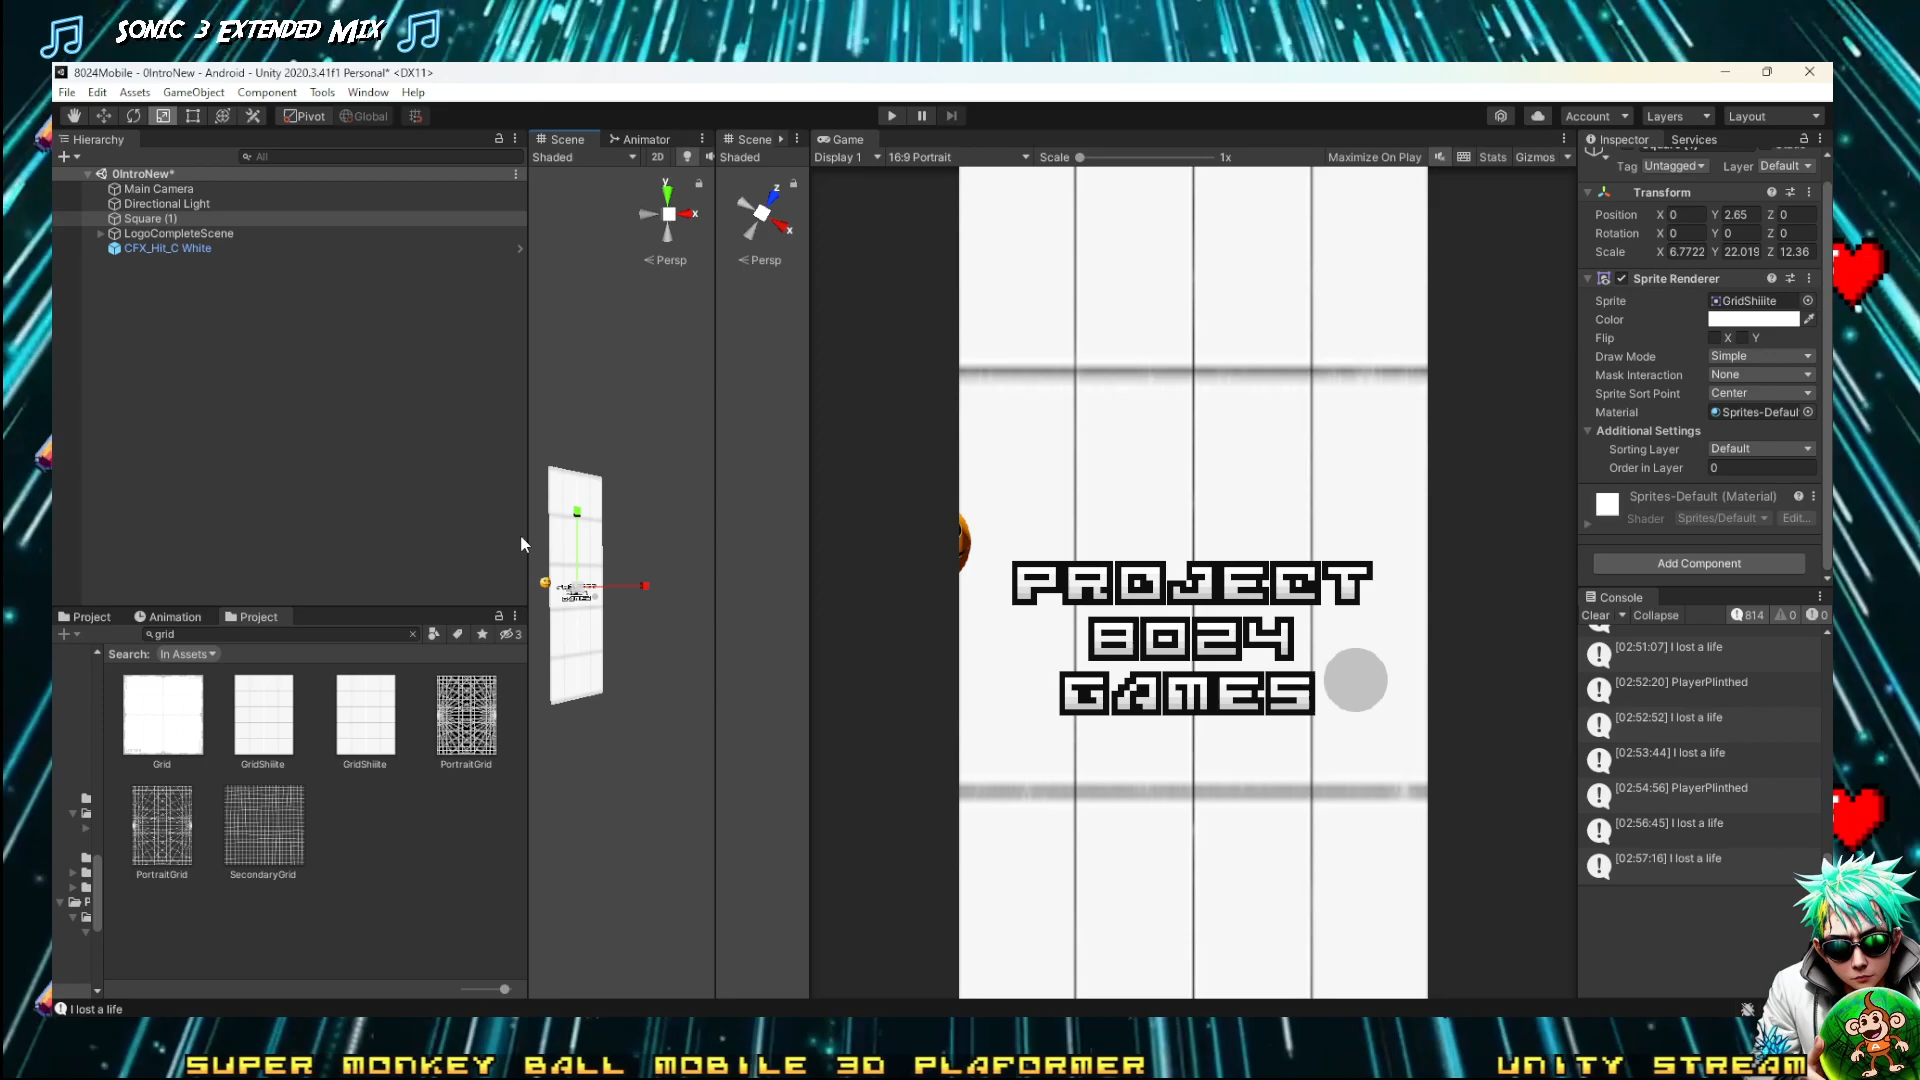 Sonic 3 Extended Mix
8024Mobile - 0IntroNew - Android - Unity 2020.3.41f1 Personal* <DX11>
File Edit Assets GameObject Component Tools Window Help
Pivot Global
Account Layers Layout
Hierarchy
All
0IntroNew*
Main Camera
Directional Light
Square (1)
LogoCompleteScene
CFX_Hit_C White
Scene Animator
Shaded 2D
y x
Persp
Scene
Shaded
z x
Persp
Game
Display 1 16:9 Portrait Scale 1x Maximize On Play Stats Gizmos
PROJECT
8024
GAMES
Inspector Services
Tag Untagged Layer Default
Transform
Position X 0 Y 2.65 Z 0
Rotation X 0 Y 0 Z 0
Scale X 6.7722 Y 22.019 Z 12.36
Sprite Renderer
Sprite GridShiiite
Color
Flip X Y
Draw Mode Simple
Mask Interaction None
Sprite Sort Point Center
Material Sprites-Defaul
Additional Settings
Sorting Layer Default
Order in Layer 0
Sprites-Default (Material)
Shader Sprites/Default Edit...
Add Component
Console
Clear Collapse 814 0 0
[02:51:07] I lost a life
[02:52:20] PlayerPlinthed
[02:52:52] I lost a life
[02:53:44] I lost a life
[02:54:56] PlayerPlinthed
[02:56:45] I lost a life
[02:57:16] I lost a life
Project Animation Project
grid 3
Search: In Assets
Grid GridShiiite GridShiiite PortraitGrid
PortraitGrid SecondaryGrid
P
I lost a life
SUPER MONKEY BALL MOBILE 3D PLAFORMER
UNITY STREAM